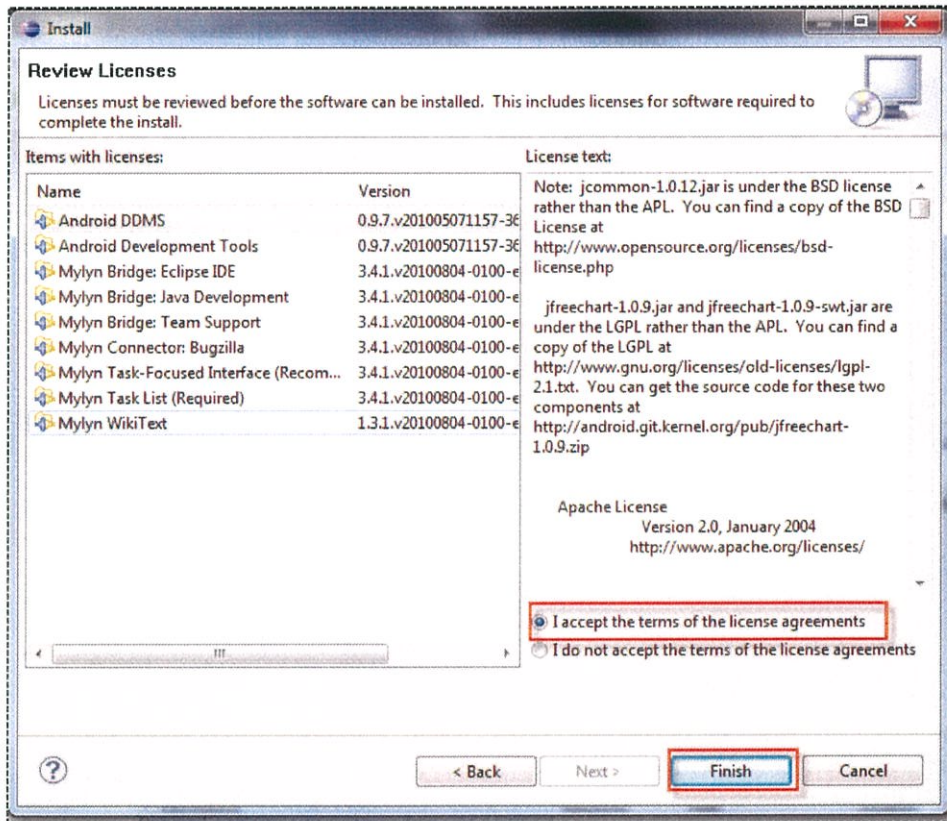 Install
Review Licenses
Licenses must be reviewed before the software can be installed. This includes licenses for software required to
complete the install.
Items with licenses:
Name Version
Android DDMS 0.9.7.v201005071157-36
Android Development Tools 0.9.7.v201005071157-36
Mylyn Bridge: Eclipse IDE 3.4.1.v20100804-0100-e
Mylyn Bridge: Java Development 3.4.1.v20100804-0100-e
Mylyn Bridge: Team Support 3.4.1.v20100804-0100-e
Mylyn Connector: Bugzilla 3.4.1.v20100804-0100-e
Mylyn Task-Focused Interface (Recom... 3.4.1.v20100804-0100-e
Mylyn Task List (Required) 3.4.1.v20100804-0100-e
Mylyn WikiText 1.3.1.v20100804-0100-e
License text:
Note: jcommon-1.0.12.jar is under the BSD license
rather than the APL. You can find a copy of the BSD
License at
http://www.opensource.org/licenses/bsd-
license.php
jfreechart-1.0.9.jar and jfreechart-1.0.9-swt.jar are
under the LGPL rather than the APL. You can find a
copy of the LGPL at
http://www.gnu.org/licenses/old-licenses/lgpl-
2.1.txt. You can get the source code for these two
components at
http://android.git.kernel.org/pub/jfreechart-
1.0.9.zip
Apache License
Version 2.0, January 2004
http://www.apache.org/licenses/
I accept the terms of the license agreements
I do not accept the terms of the license agreements
?
< Back Next > Finish Cancel